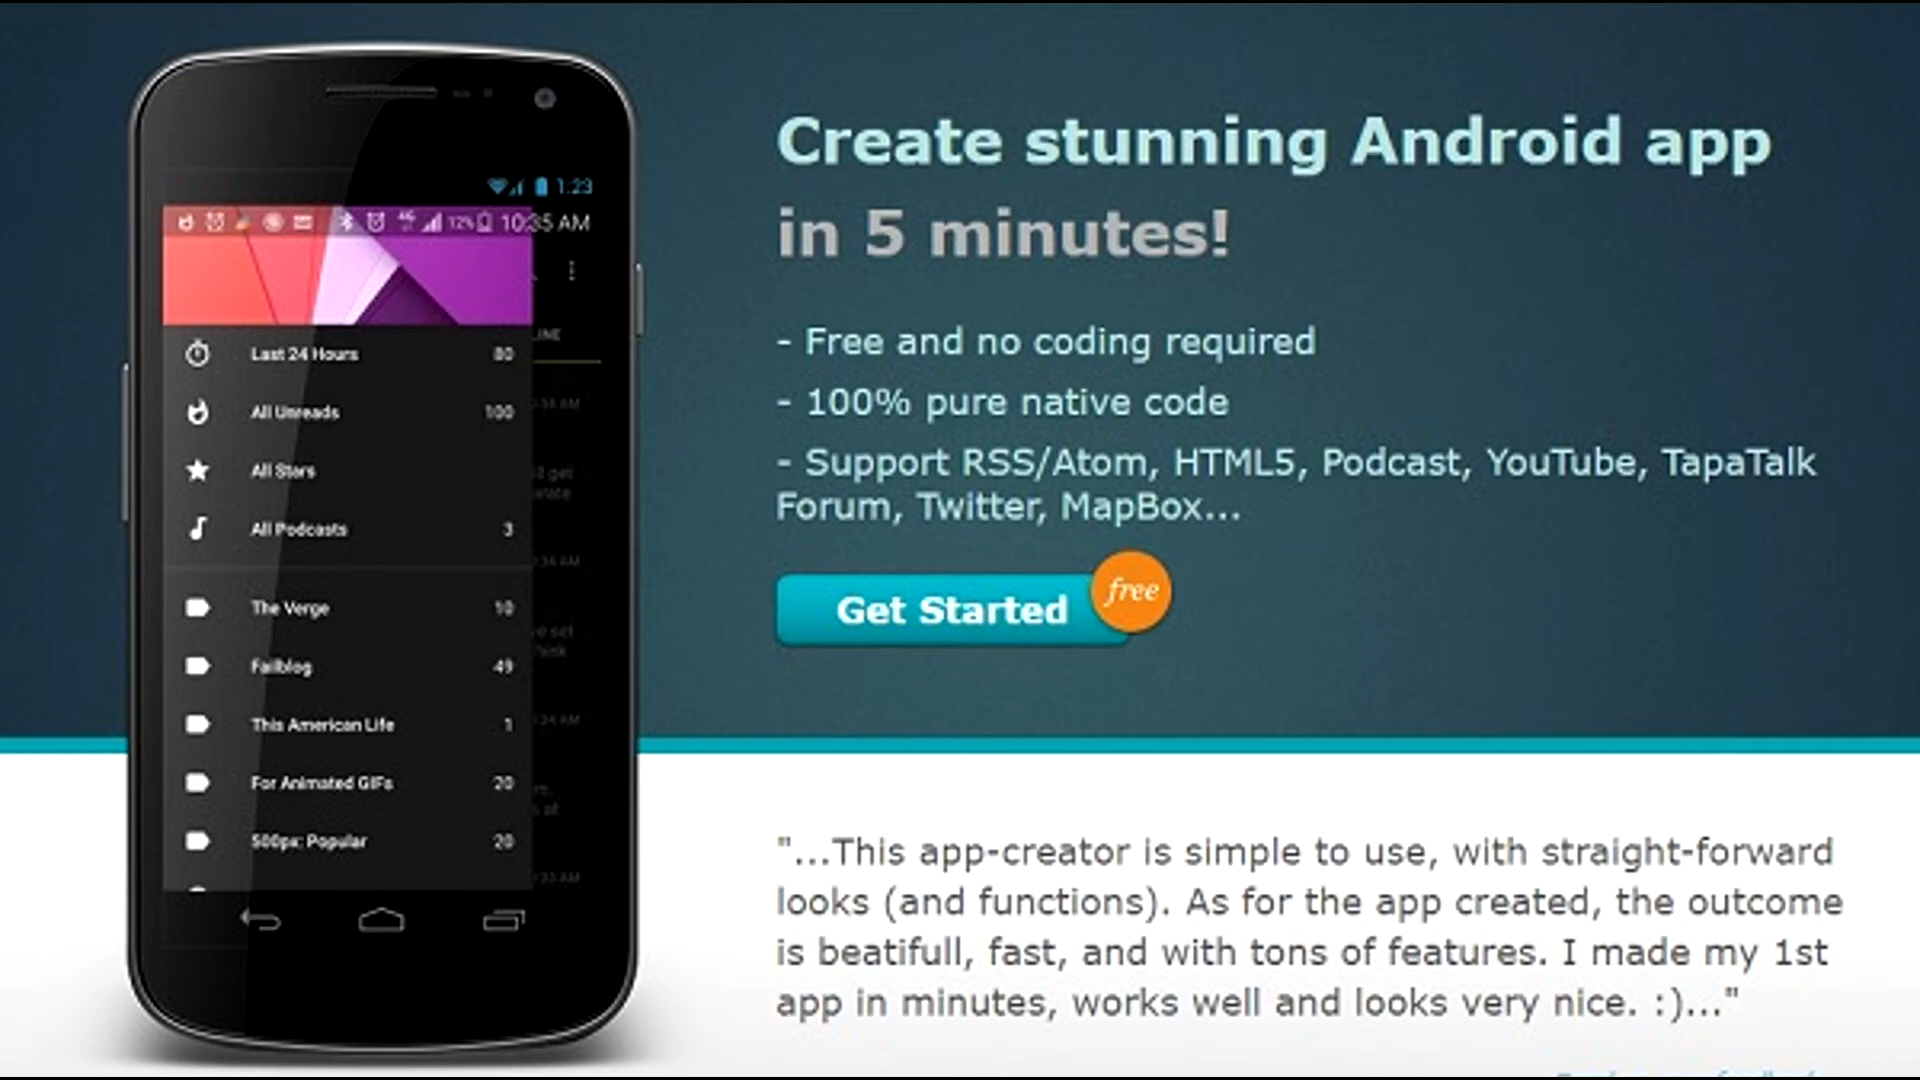 1:23
12% 10:35 AM
Last 24 Hours 80
All Unreads 100
All Stars
All Podcasts 3
The Verge 10
Failblog 49
This American Life 1
For Animated GIFs 20
500px: Popular 20
Create stunning Android app
in 5 minutes!
- Free and no coding required
- 100% pure native code
- Support RSS/Atom, HTML5, Podcast, YouTube, TapaTalk
Forum, Twitter, MapBox...
Get Started
free
"...This app-creator is simple to use, with straight-forward
looks (and functions). As for the app created, the outcome
is beatifull, fast, and with tons of features. I made my 1st
app in minutes, works well and looks very nice. :)..."